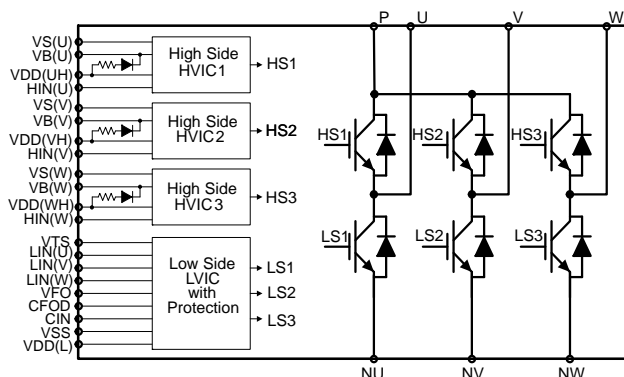 P
U
V
W
VS(U)
VB(U)
VDD(UH)
HIN(U)
High Side
HVIC1
HS1
VS(V)
VB(V)
VDD(VH)
HIN(V)
High Side
HVIC2
HS2
VS(W)
VB(W)
VDD(WH)
HIN(W)
High Side
HVIC3
HS3
VTS
LIN(U)
LIN(V)
LIN(W)
VFO
CFOD
CIN
VSS
VDD(L)
Low Side
LVIC
with
Protection
LS1
LS2
LS3
HS1
HS2
HS3
LS1
LS2
LS3
NU
NV
NW